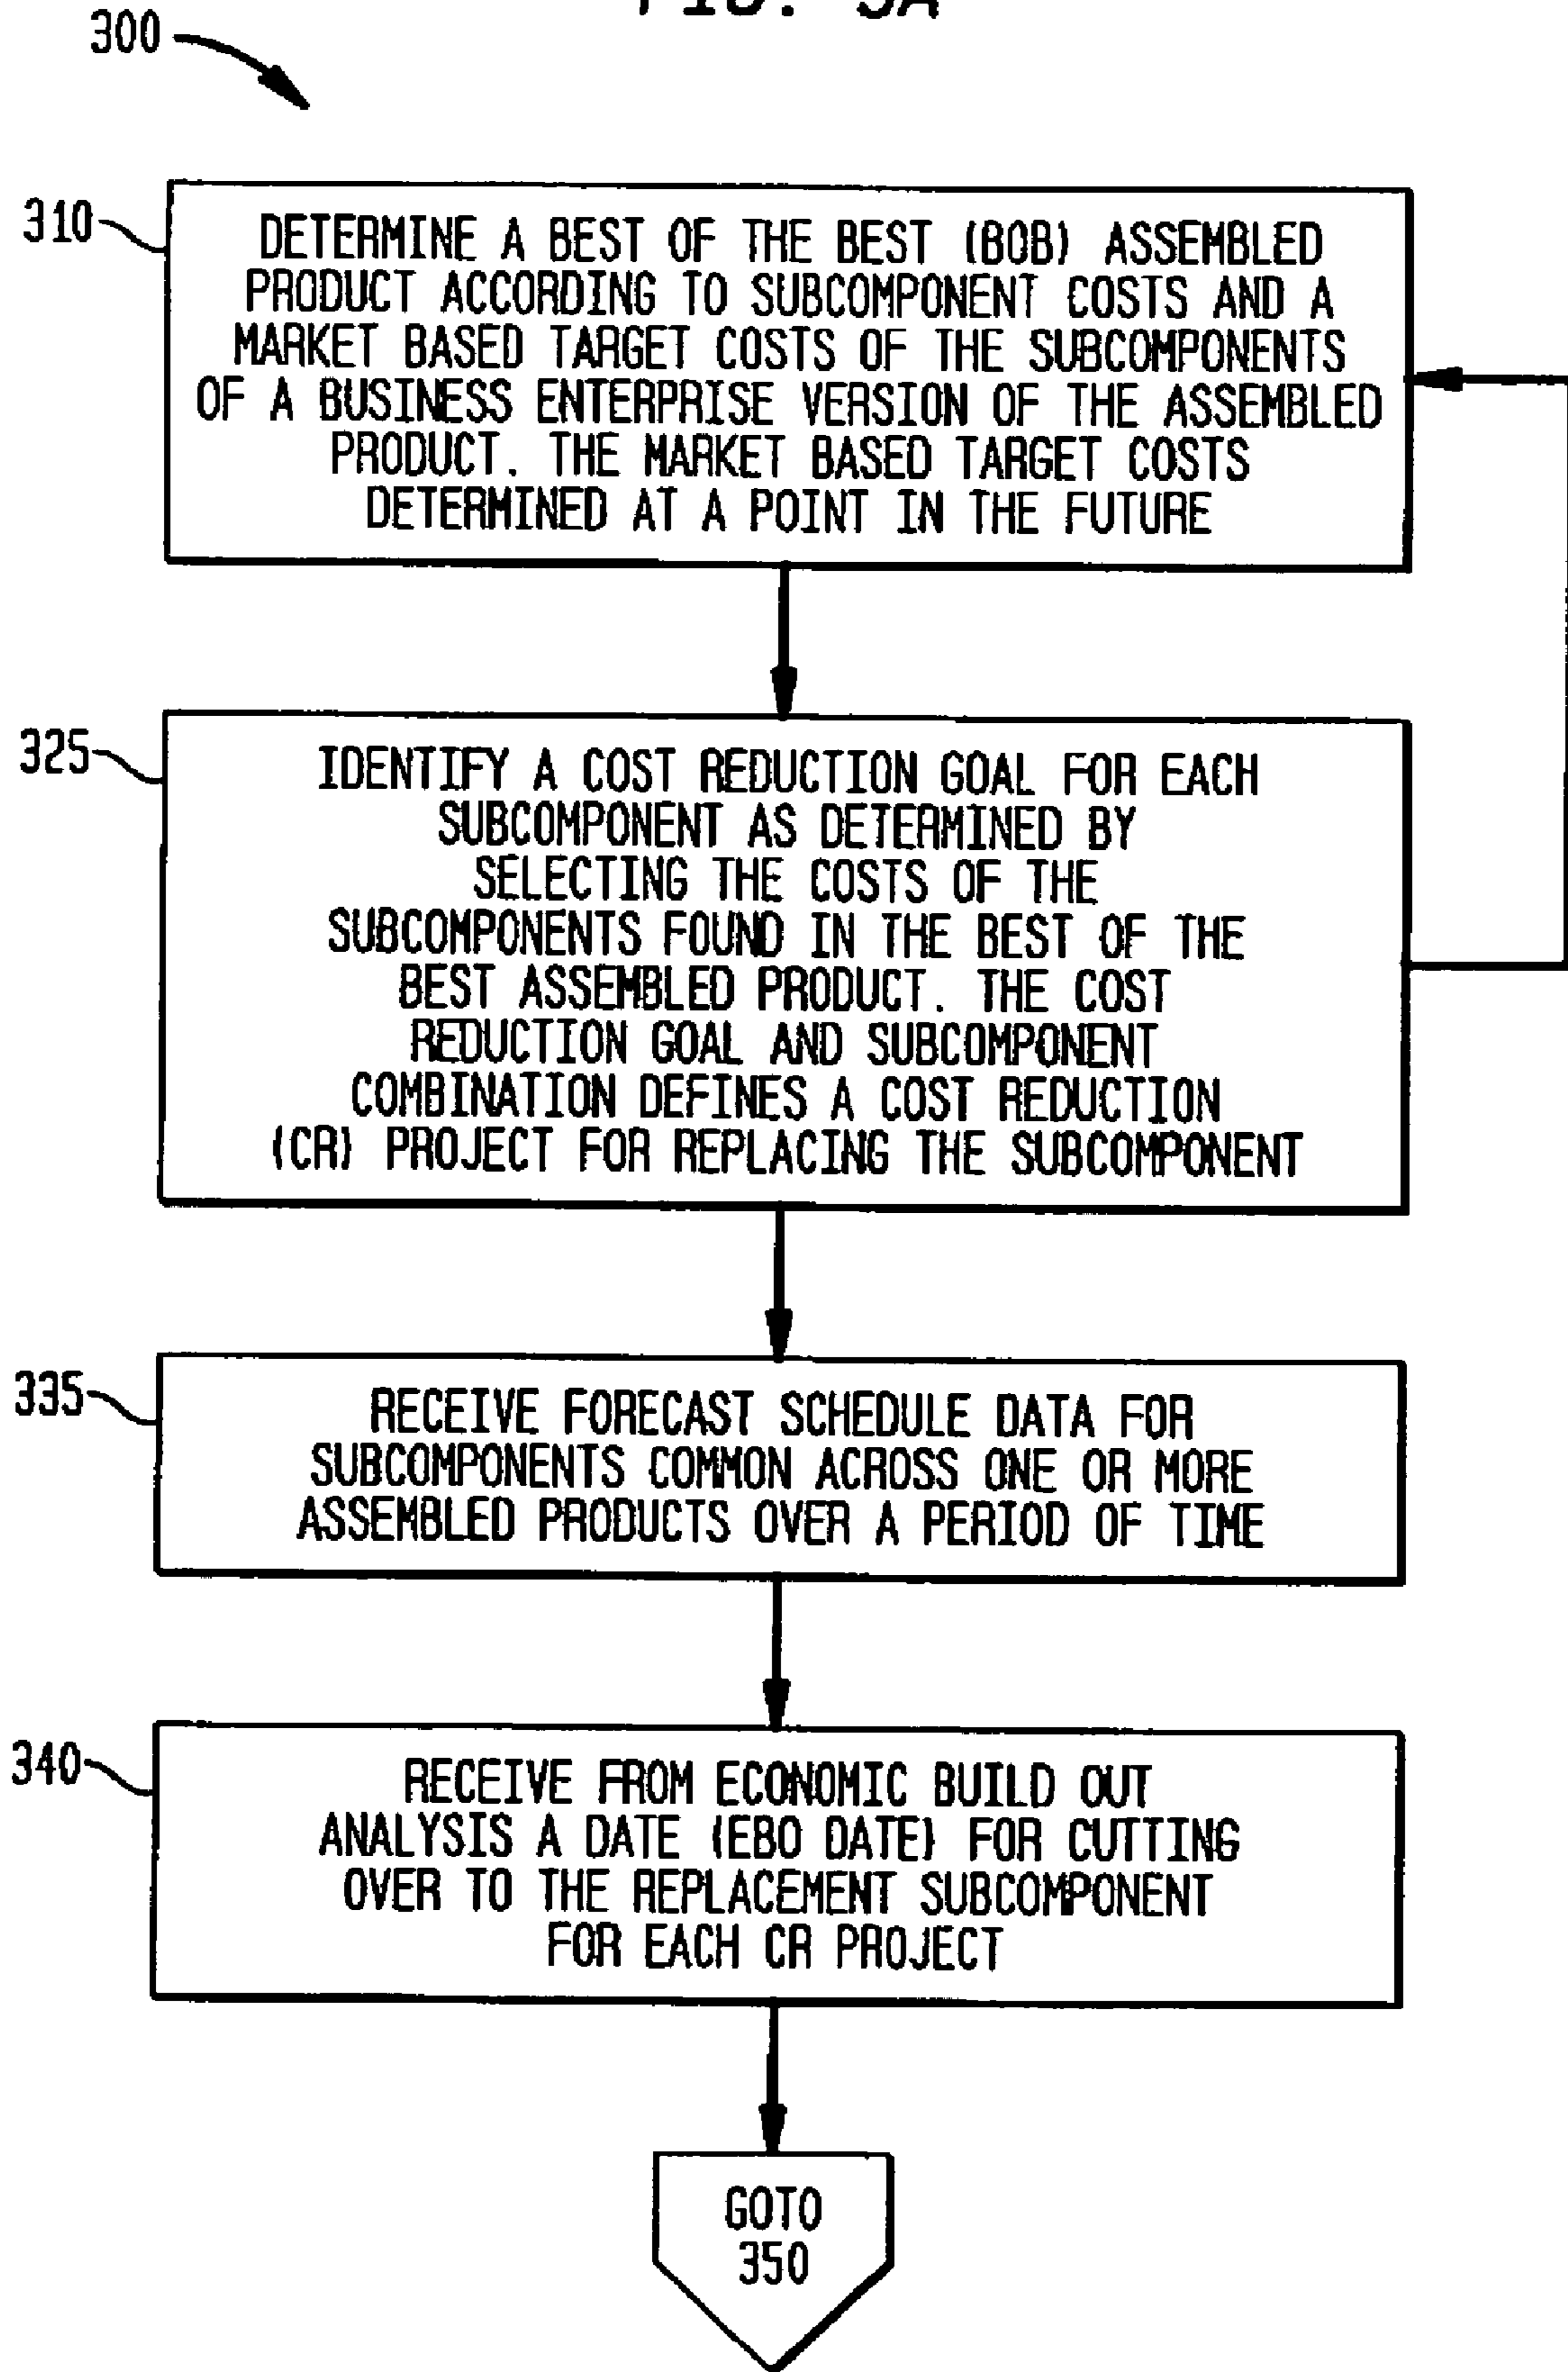 300
310
DETERMINE A BEST OF THE BEST (BOB) ASSEMBLED
PRODUCT ACCORDING TO SUBCOMPONENT COSTS AND A
MARKET BASED TARGET COSTS OF THE SUBCOMPONENTS
OF A BUSINESS ENTERPRISE VERSION OF THE ASSEMBLED
PRODUCT. THE MARKET BASED TARGET COSTS
DETERMINED AT A POINT IN THE FUTURE
325
IDENTIFY A COST REDUCTION GOAL FOR EACH
SUBCOMPONENT AS DETERMINED BY
SELECTING THE COSTS OF THE
SUBCOMPONENTS FOUND IN THE BEST OF THE
BEST ASSEMBLED PRODUCT. THE COST
REDUCTION GOAL AND SUBCOMPONENT
COMBINATION DEFINES A COST REDUCTION
(CR) PROJECT FOR REPLACING THE SUBCOMPONENT
335
RECEIVE FORECAST SCHEDULE DATA FOR
SUBCOMPONENTS COMMON ACROSS ONE OR MORE
ASSEMBLED PRODUCTS OVER A PERIOD OF TIME
340
RECEIVE FROM ECONOMIC BUILD OUT
ANALYSIS A DATE (EBO DATE) FOR CUTTING
OVER TO THE REPLACEMENT SUBCOMPONENT
FOR EACH CR PROJECT
GOTO
350